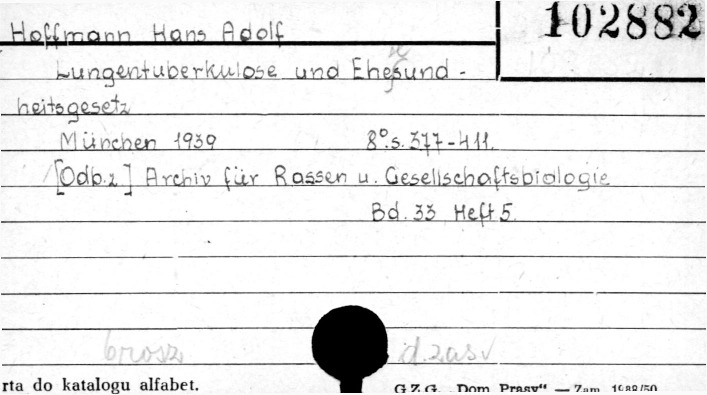 Hoffmann Hans Adolf
102882
Lungentuberkulose und Ehegesund-
heitsgesetz
München 1939 8°. s. 377-411.
[Odb. z] Archiv für Rassen u. Gesellschaftsbiologie
Bd. 33 Heft 5.
brosz. d. zas
rta do katalogu alfabet. G.Z.G. „Dom Prasy" — Zam. 1988/50